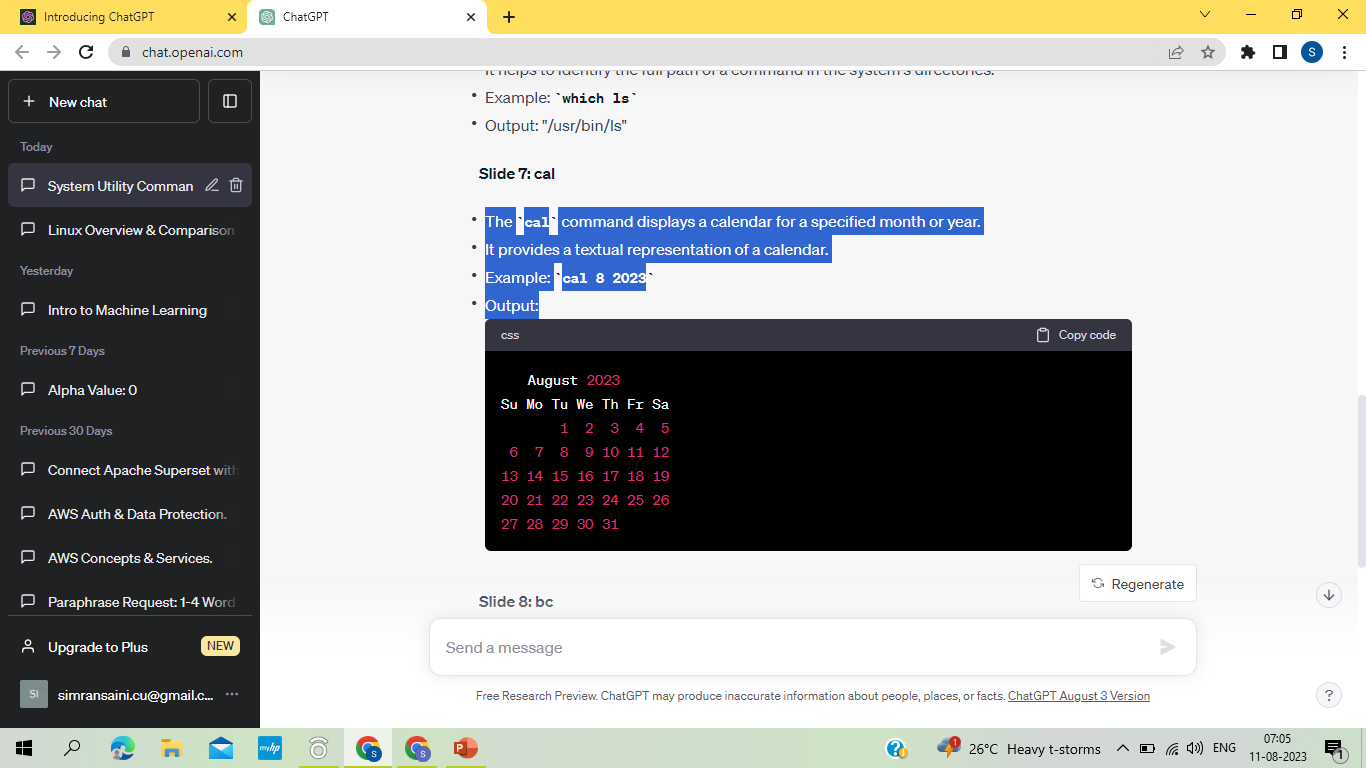 Introducing ChatGPT
ChatGPT
chat.openai.com
S
New chat
Today
System Utility Comman
Linux Overview & Comparison
Yesterday
Intro to Machine Learning
Previous 7 Days
Alpha Value: 0
Previous 30 Days
Connect Apache Superset with
AWS Auth & Data Protection.
AWS Concepts & Services.
Paraphrase Request: 1-4 Word
Upgrade to Plus NEW
SI simransaini.cu@gmail.c...
It helps to identify the full path of a command in the system's directories.
• Example: `which ls`
• Output: "/usr/bin/ls"
Slide 7: cal
• The `cal` command displays a calendar for a specified month or year.
• It provides a textual representation of a calendar.
• Example: `cal 8 2023`
• Output:
css Copy code
August 2023
Su Mo Tu We Th Fr Sa
1 2 3 4 5
6 7 8 9 10 11 12
13 14 15 16 17 18 19
20 21 22 23 24 25 26
27 28 29 30 31
Regenerate
Slide 8: bc
Send a message
Free Research Preview. ChatGPT may produce inaccurate information about people, places, or facts. ChatGPT August 3 Version
?
myhp
S
S
P
?
1
26°C Heavy t-storms
ENG
07:05
11-08-2023
1